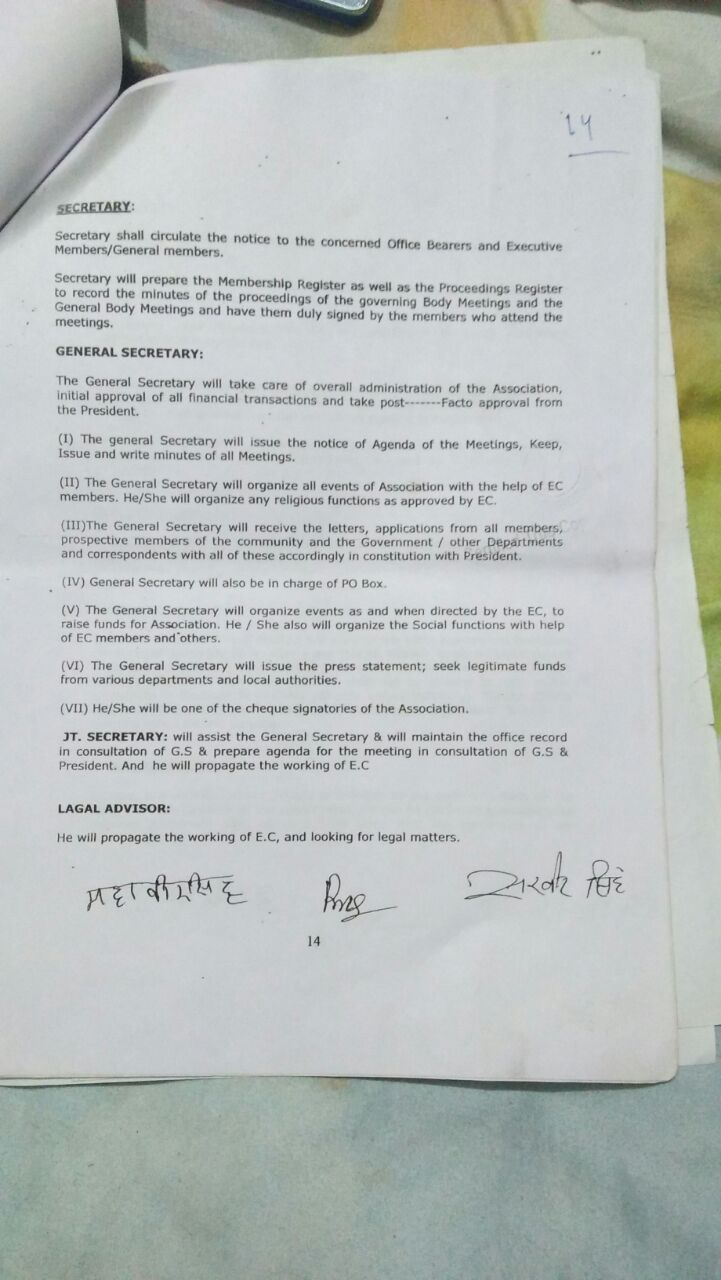 14
SECRETARY:
Secretary shall circulate the notice to the concerned Office Bearers and Executive
Members/General members.
Secretary will prepare the Membership Register as well as the Proceedings Register
to record the minutes of the proceedings of the governing Body Meetings and the
General Body Meetings and have them duly signed by the members who attend the
meetings.
GENERAL SECRETARY:
The General Secretary will take care of overall administration of the Association,
initial approval of all financial transactions and take post-------Facto approval from
the President.
(I) The general Secretary will issue the notice of Agenda of the Meetings, Keep,
Issue and write minutes of all Meetings.
(II) The General Secretary will organize all events of Association with the help of EC
members. He/She will organize any religious functions as approved by EC.
(III)The General Secretary will receive the letters, applications from all members,
prospective members of the community and the Government / other Departments
and correspondents with all of these accordingly in constitution with President.
(IV) General Secretary will also be in charge of PO Box.
(V) The General Secretary will organize events as and when directed by the EC, to
raise funds for Association. He / She also will organize the Social functions with help
of EC members and others.
(VI) The General Secretary will issue the press statement; seek legitimate funds
from various departments and local authorities.
(VII) He/She will be one of the cheque signatories of the Association.
JT. SECRETARY: will assist the General Secretary & will maintain the office record
in consultation of G.S & prepare agenda for the meeting in consultation of G.S &
President. And he will propagate the working of E.C
LAGAL ADVISOR:
He will propagate the working of E.C, and looking for legal matters.
महावीरसिंह
14